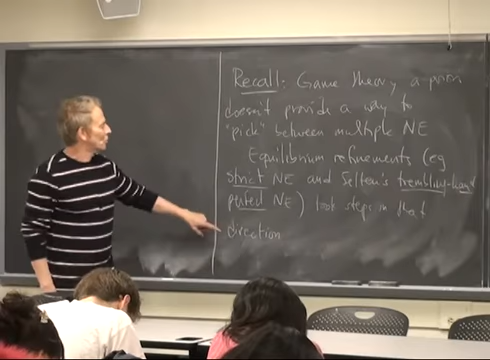 Recall: Game theory a priori
doesn't provide a way to
"pick" between multiple NE
Equilibrium refinements (eg
strict NE and Selten's trembling-hand
perfect NE) took steps in that
direction